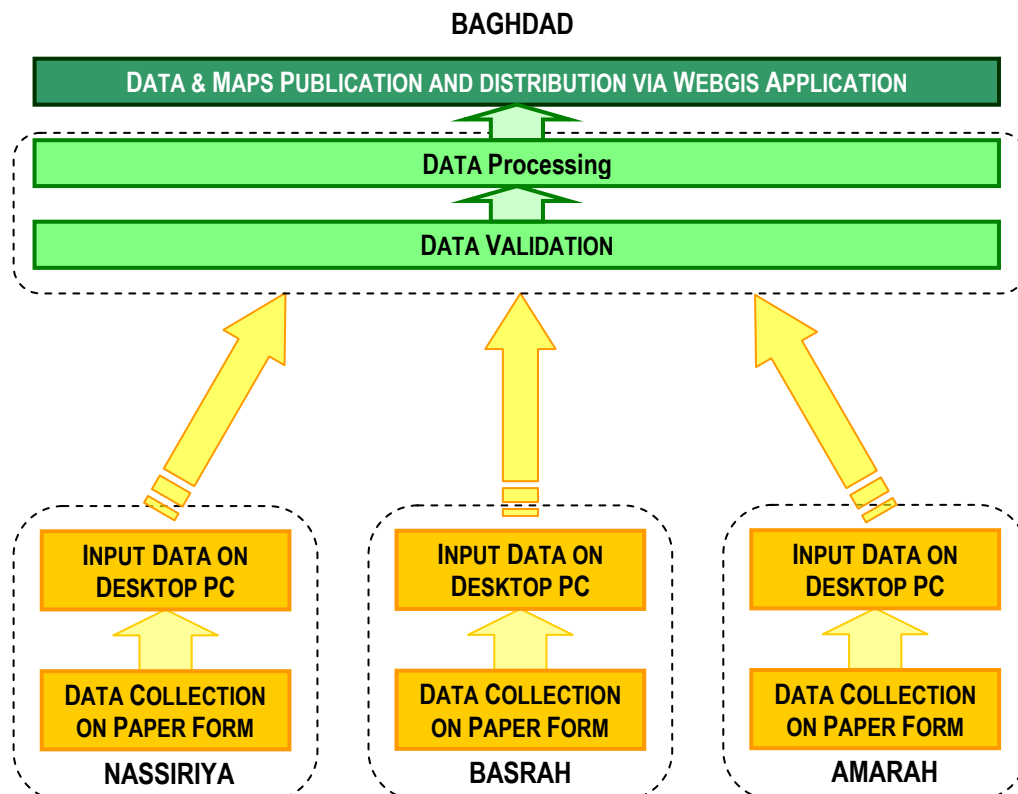 BAGHDAD
DATA & MAPS PUBLICATION AND DISTRIBUTION VIA WEBGIS APPLICATION
DATA Processing
DATA VALIDATION
INPUT DATA ON
DESKTOP PC
INPUT DATA ON
DESKTOP PC
INPUT DATA ON
DESKTOP PC
DATA COLLECTION
ON PAPER FORM
DATA COLLECTION
ON PAPER FORM
DATA COLLECTION
ON PAPER FORM
NASSIRIYA
BASRAH
AMARAH